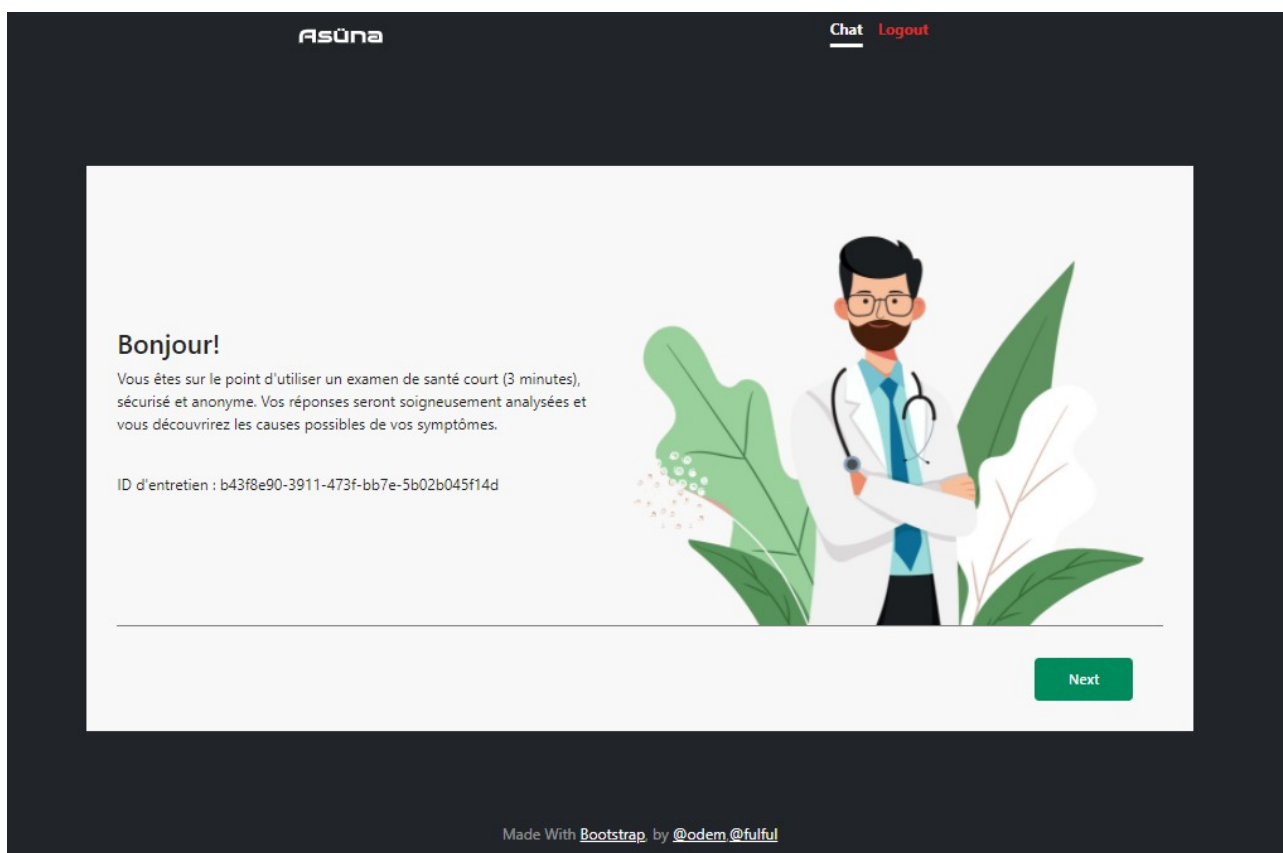 Asüna
Chat Logout
Bonjour!
Vous êtes sur le point d'utiliser un examen de santé court (3 minutes),
sécurisé et anonyme. Vos réponses seront soigneusement analysées et
vous découvrirez les causes possibles de vos symptômes.
ID d'entretien : b43f8e90-3911-473f-bb7e-5b02b045f14d
Next
Made With Bootstrap, by @odem,@fulful